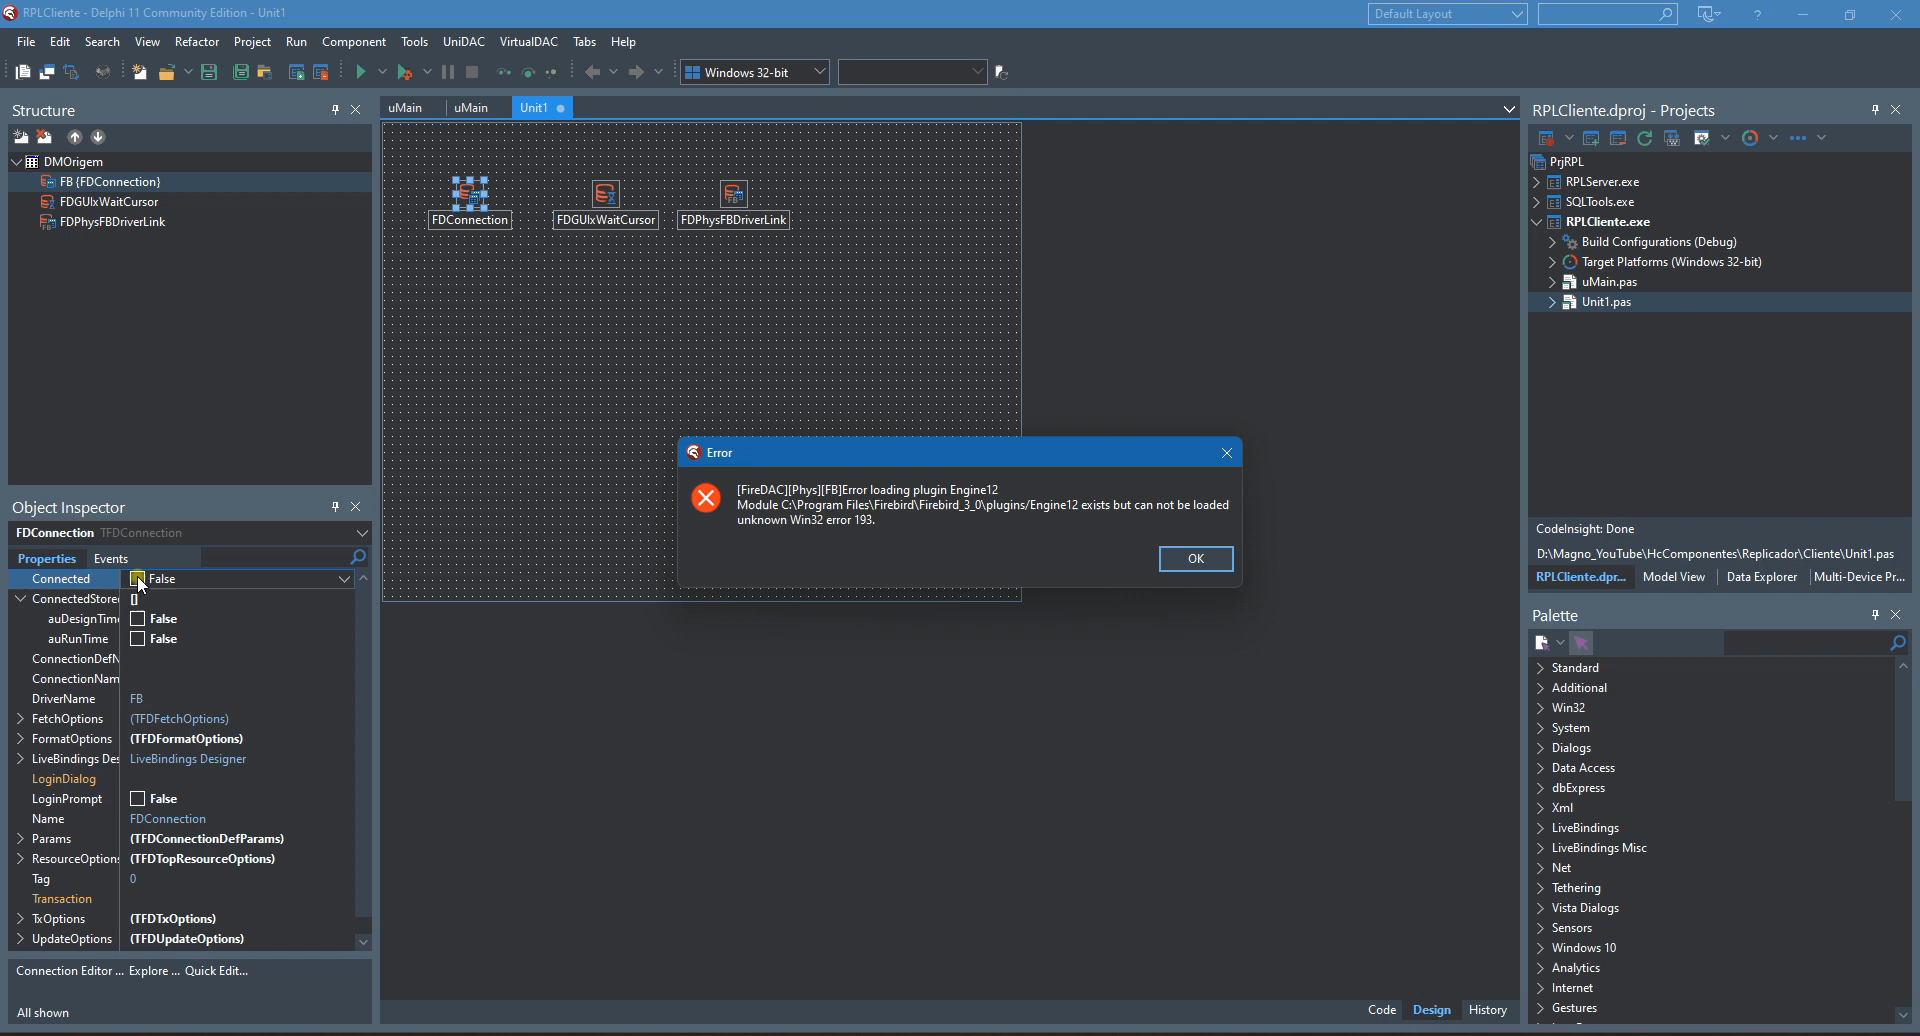 RPLCliente - Delphi 11 Community Edition - Unit1
Default Layout
?
File Edit Search View Refactor Project Run Component Tools UniDAC VirtualDAC Tabs Help
Windows 32-bit
Structure
DMOrigem
FB {FDConnection}
FDGUIxWaitCursor
FDPhysFBDriverLink
uMain
uMain
Unit1
FDConnection
FDGUIxWaitCursor
FDPhysFBDriverLink
Error
[FireDAC][Phys][FB]Error loading plugin Engine12
Module C:\Program Files\Firebird\Firebird_3_0\plugins/Engine12 exists but can not be loaded
unknown Win32 error 193.
OK
Object Inspector
FDConnection TFDConnection
Properties Events
Connected False
ConnectedStore []
auDesignTime False
auRunTime False
ConnectionDefN
ConnectionNam
DriverName FB
FetchOptions (TFDFetchOptions)
FormatOptions (TFDFormatOptions)
LiveBindings Des LiveBindings Designer
LoginDialog
LoginPrompt False
Name FDConnection
Params (TFDConnectionDefParams)
ResourceOptions (TFDTopResourceOptions)
Tag 0
Transaction
TxOptions (TFDTxOptions)
UpdateOptions (TFDUpdateOptions)
Connection Editor ... Explore ... Quick Edit...
All shown
Code Design History
RPLCliente.dproj - Projects
PrjRPL
RPLServer.exe
SQLTools.exe
RPLCliente.exe
Build Configurations (Debug)
Target Platforms (Windows 32-bit)
uMain.pas
Unit1.pas
CodeInsight: Done
D:\Magno_YouTube\HcComponentes\Replicador\Cliente\Unit1.pas
RPLCliente.dpr... Model View Data Explorer Multi-Device Pr...
Palette
Standard
Additional
Win32
System
Dialogs
Data Access
dbExpress
Xml
LiveBindings
LiveBindings Misc
Net
Tethering
Vista Dialogs
Sensors
Windows 10
Analytics
Internet
Gestures